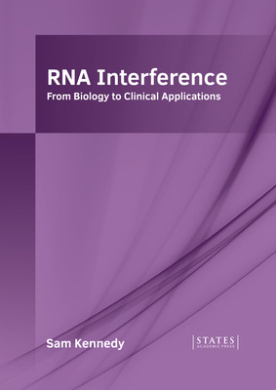 RNA Interference
From Biology to Clinical Applications
Sam Kennedy
STATES
ACADEMIC PRESS